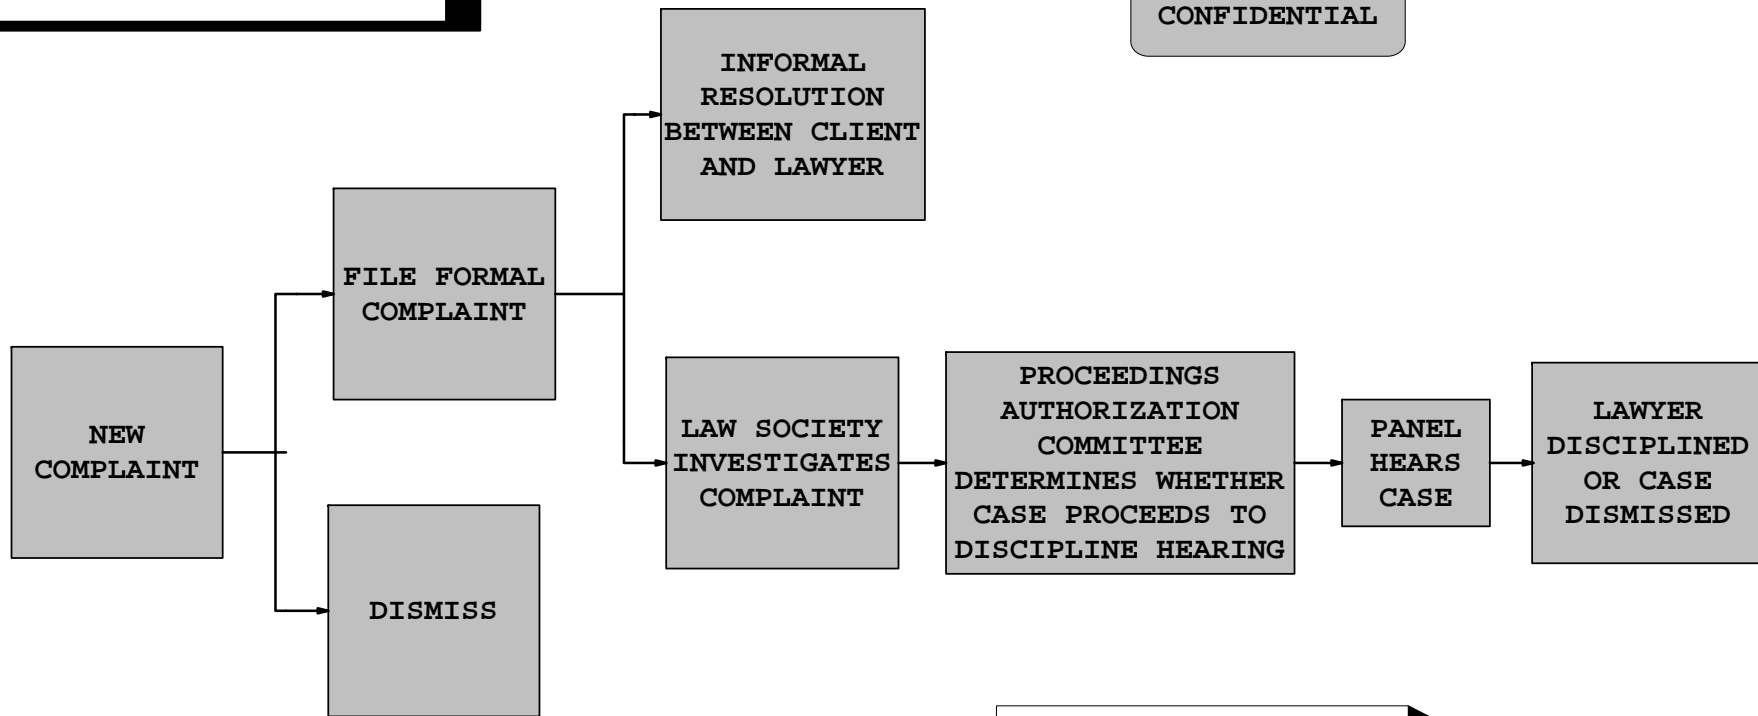 CONFIDENTIAL
INFORMAL
RESOLUTION
BETWEEN CLIENT
AND LAWYER
FILE FORMAL
COMPLAINT
NEW
COMPLAINT
DISMISS
LAW SOCIETY
INVESTIGATES
COMPLAINT
PROCEEDINGS
AUTHORIZATION
COMMITTEE
DETERMINES WHETHER
CASE PROCEEDS TO
DISCIPLINE HEARING
PANEL
HEARS
CASE
LAWYER
DISCIPLINED
OR CASE
DISMISSED